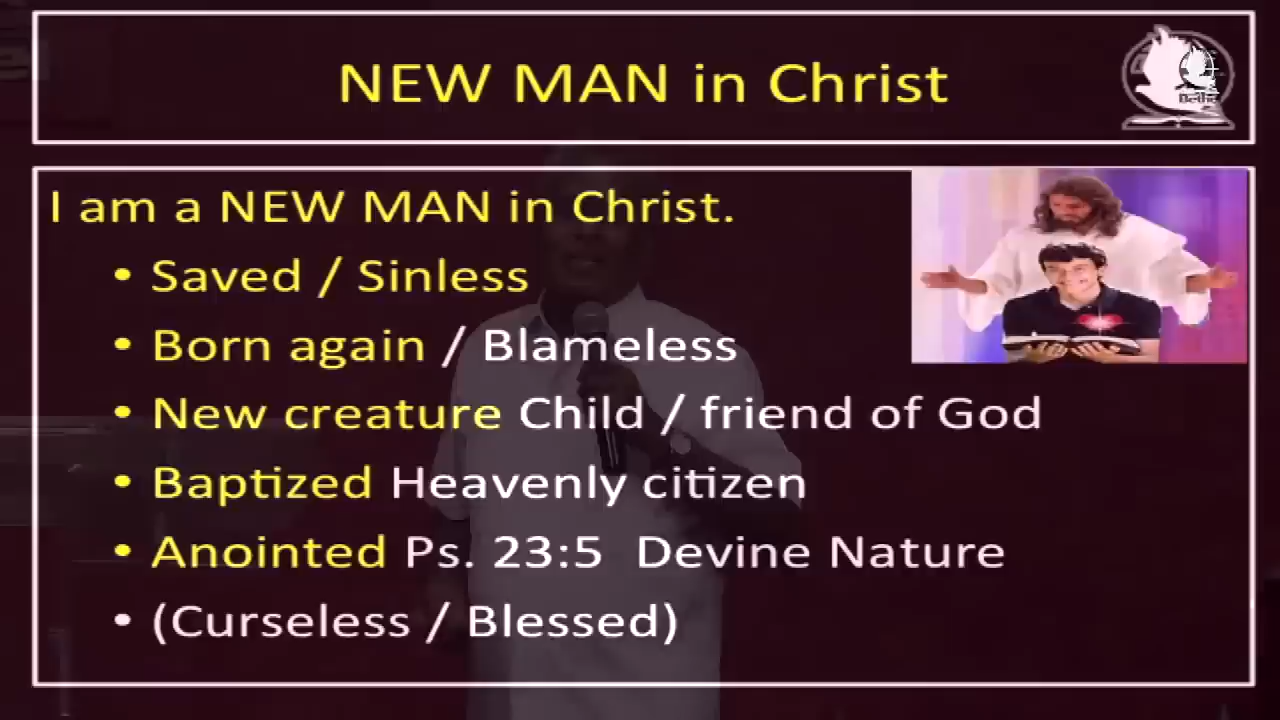 NEW MAN in Christ
Bethel
I am a NEW MAN in Christ.
• Saved / Sinless
• Born again / Blameless
• New creature Child / friend of God
• Baptized Heavenly citizen
• Anointed Ps. 23:5 Devine Nature
• (Curseless / Blessed)